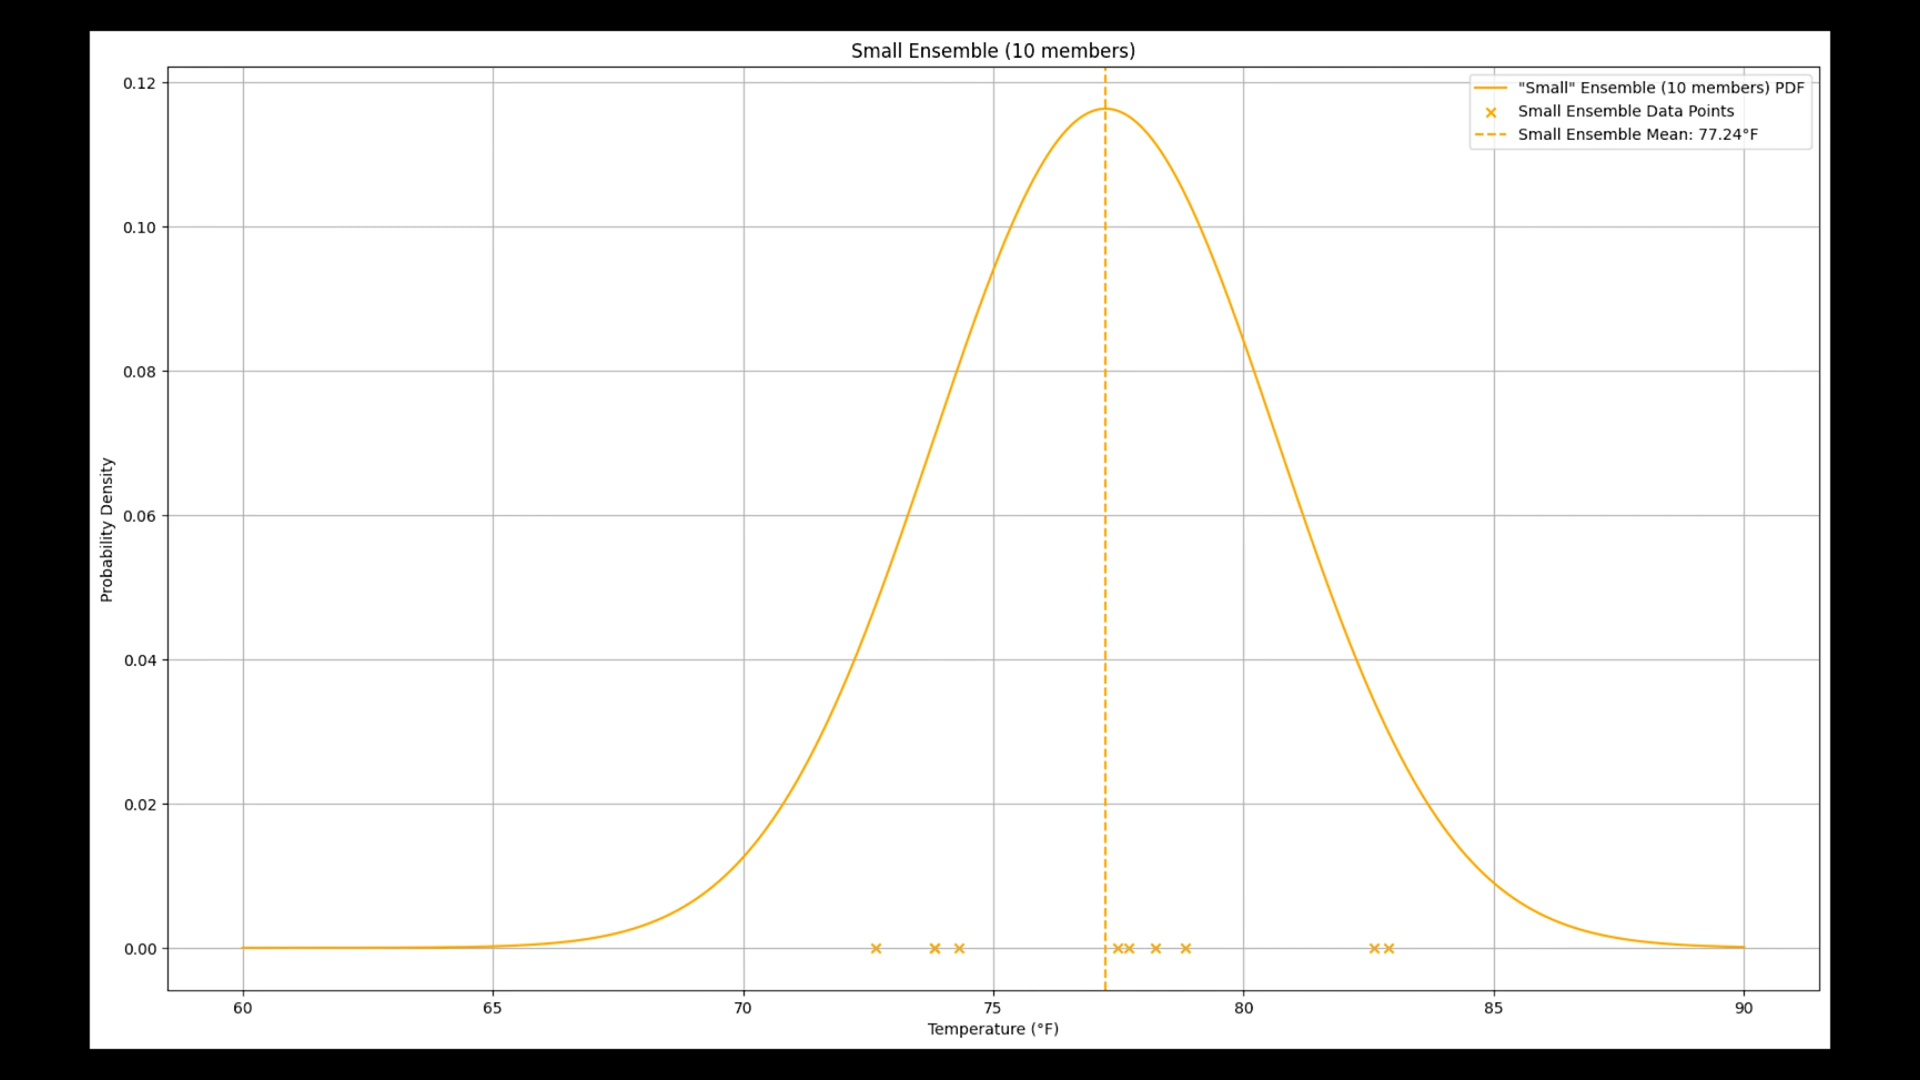 Small Ensemble (10 members)
"Small" Ensemble (10 members) PDF
Small Ensemble Data Points
Small Ensemble Mean: 77.24°F
0.12
0.10
0.08
0.06
0.04
0.02
0.00
Probability Density
60 65 70 75 80 85 90
Temperature (°F)